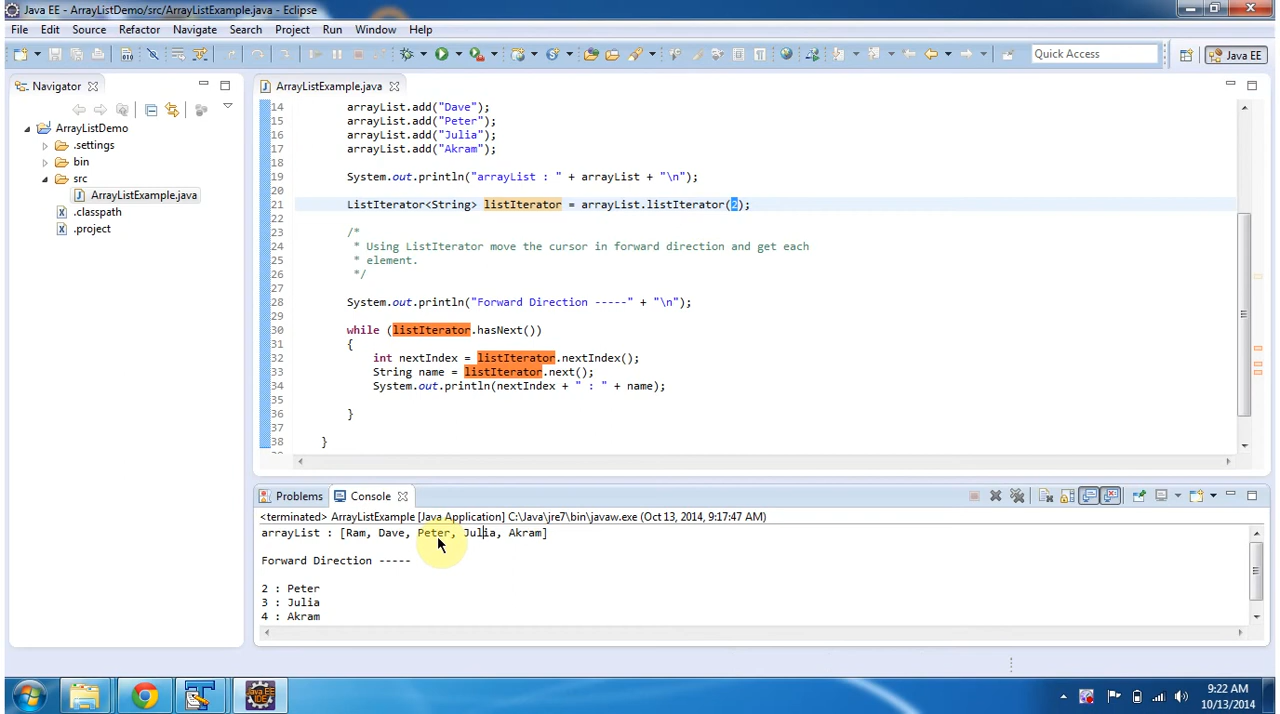 Java EE - ArrayListDemo/src/ArrayListExample.java - Eclipse
File Edit Source Refactor Navigate Search Project Run Window Help
Quick Access
Java EE
Navigator
ArrayListDemo
.settings
bin
src
ArrayListExample.java
.classpath
.project
ArrayListExample.java
14 arrayList.add("Dave");
15 arrayList.add("Peter");
16 arrayList.add("Julia");
17 arrayList.add("Akram");
18
19 System.out.println("arrayList : " + arrayList + "\n");
20
21 ListIterator<String> listIterator = arrayList.listIterator(2);
22
23 /*
24 * Using ListIterator move the cursor in forward direction and get each
25 * element.
26 */
27
28 System.out.println("Forward Direction -----" + "\n");
29
30 while (listIterator.hasNext())
31 {
32 int nextIndex = listIterator.nextIndex();
33 String name = listIterator.next();
34 System.out.println(nextIndex + " : " + name);
35
36 }
37
38 }
Problems Console
<terminated> ArrayListExample [Java Application] C:\Java\jre7\bin\javaw.exe (Oct 13, 2014, 9:17:47 AM)
arrayList : [Ram, Dave, Peter, Julia, Akram]
Forward Direction -----
2 : Peter
3 : Julia
4 : Akram
Java EE
IDE
9:22 AM
10/13/2014